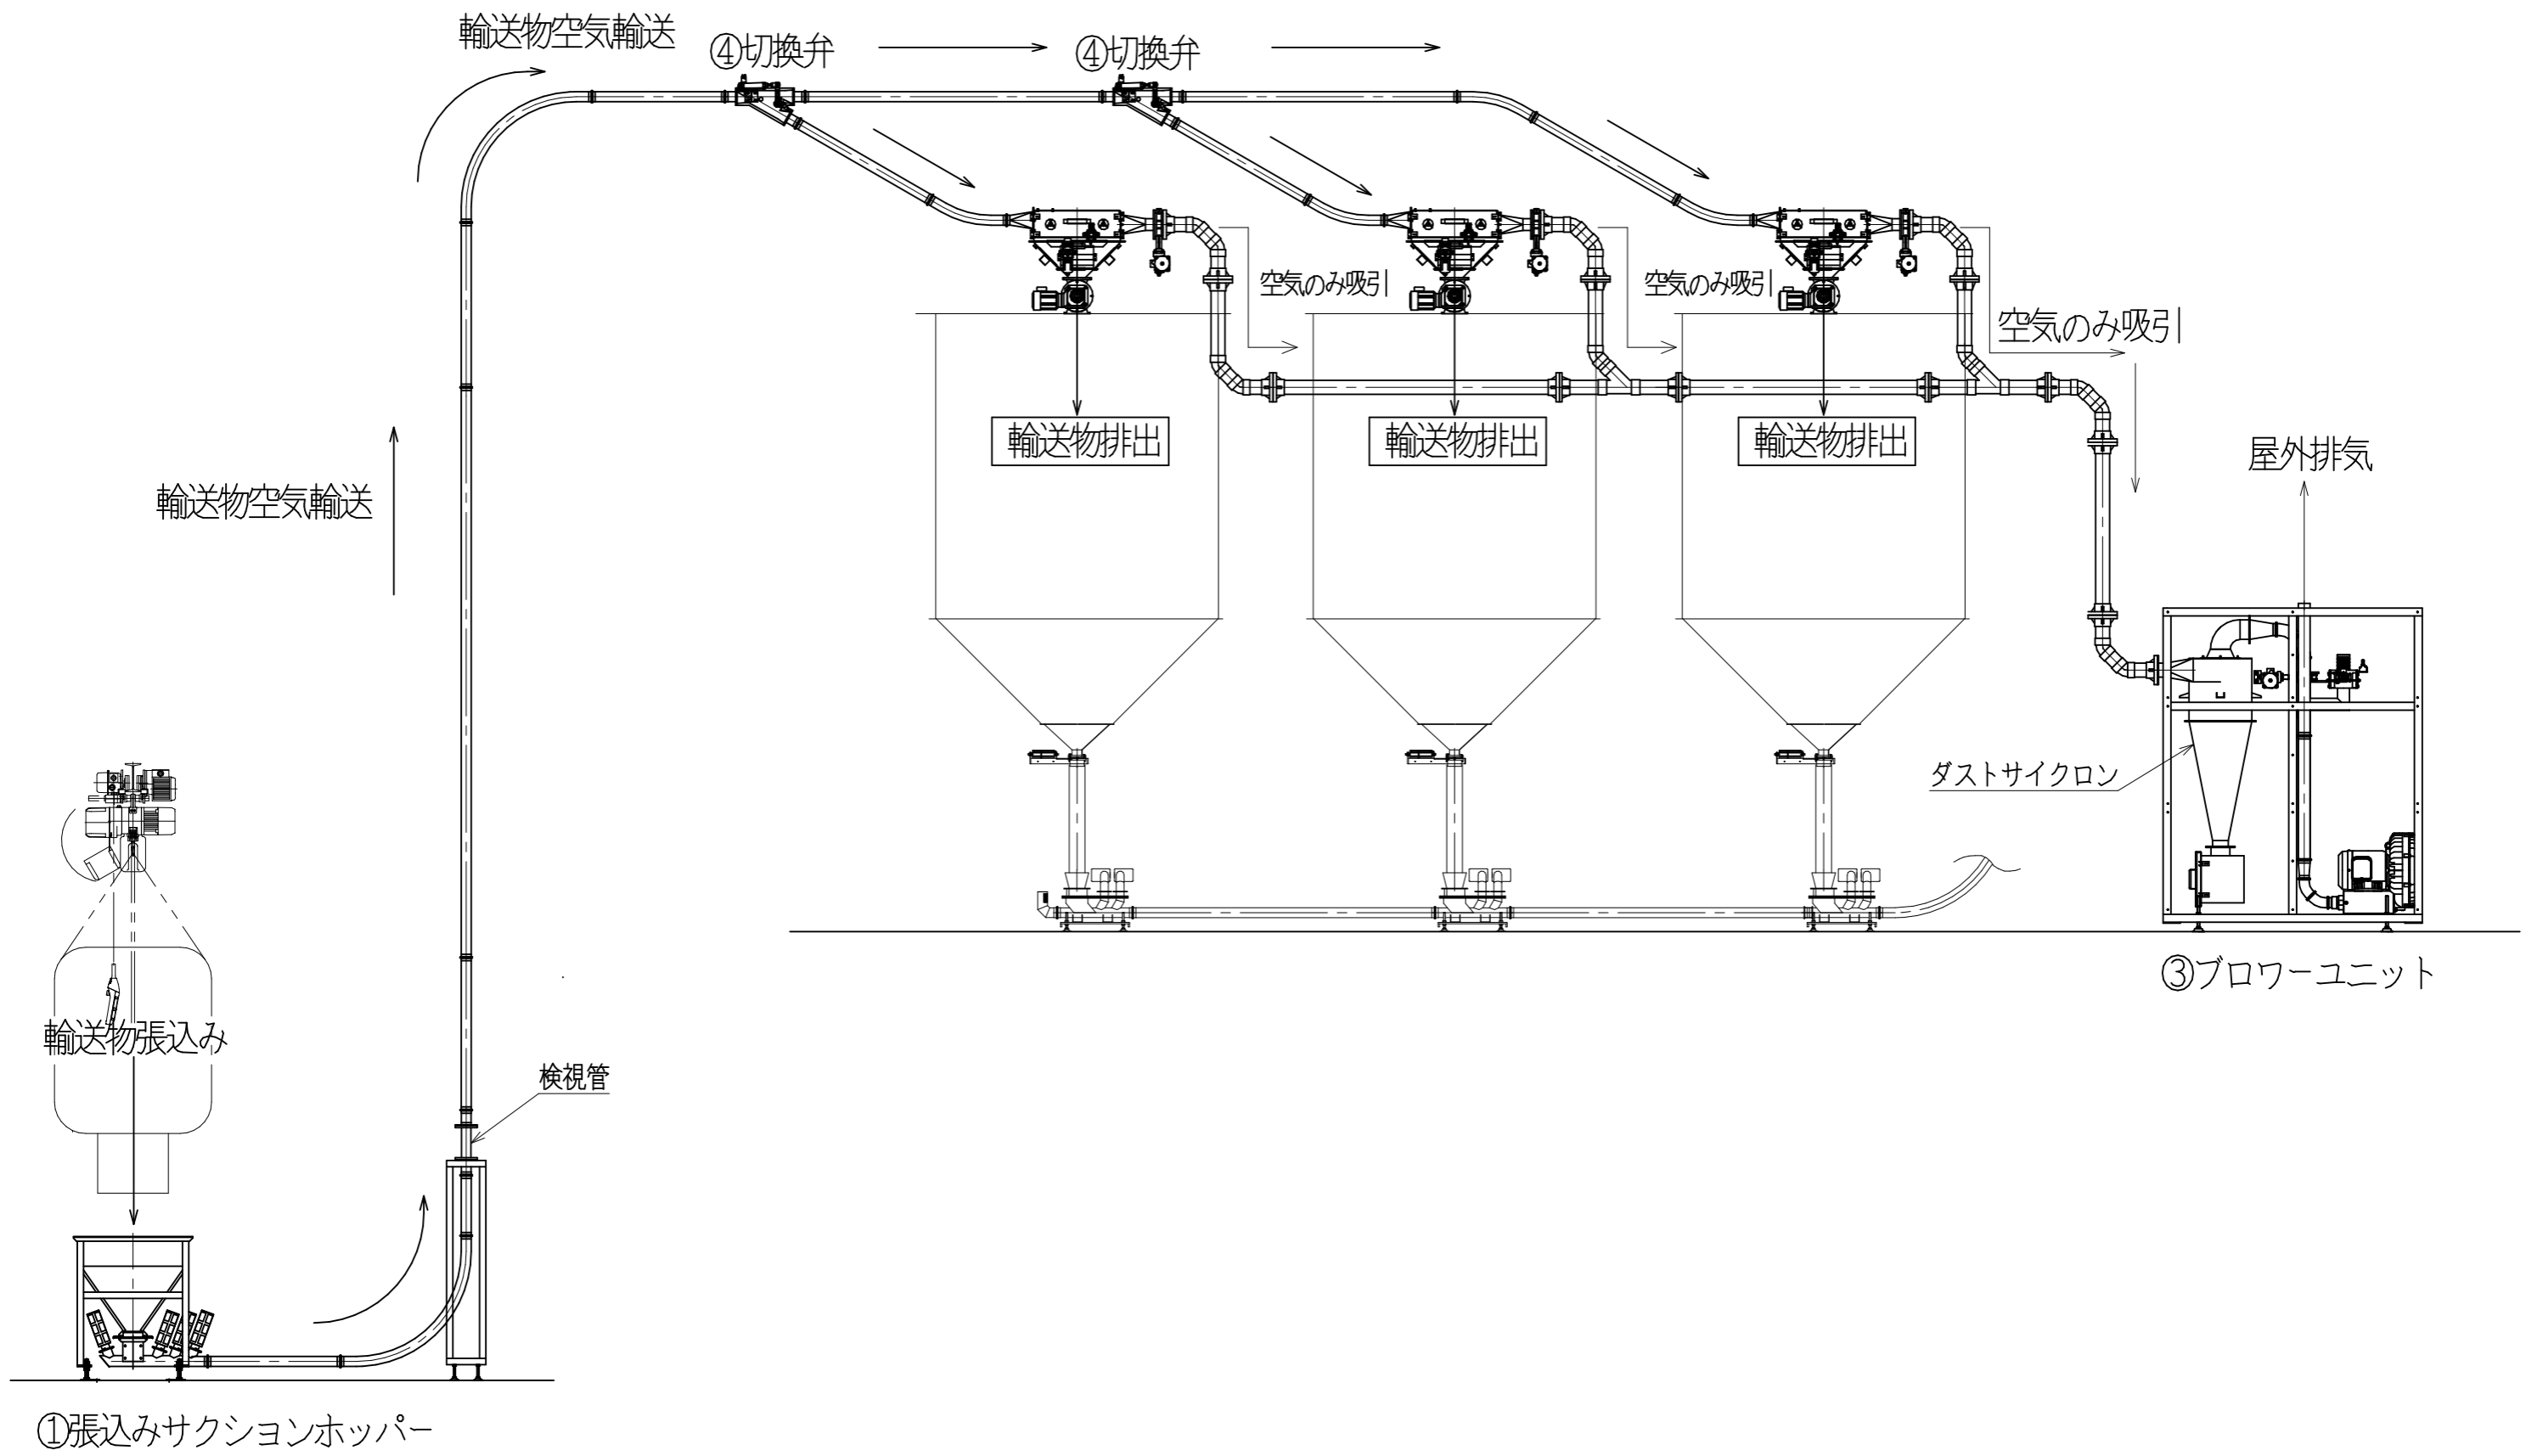 輸送物空気輸送
④切換弁
④切換弁
空気のみ吸引
空気のみ吸引
空気のみ吸引
輸送物排出
輸送物排出
輸送物排出
屋外排気
輸送物空気輸送
ダストサイクロン
③ブロワーユニット
輸送物張込み
検視管
①張込みサクションホッパー